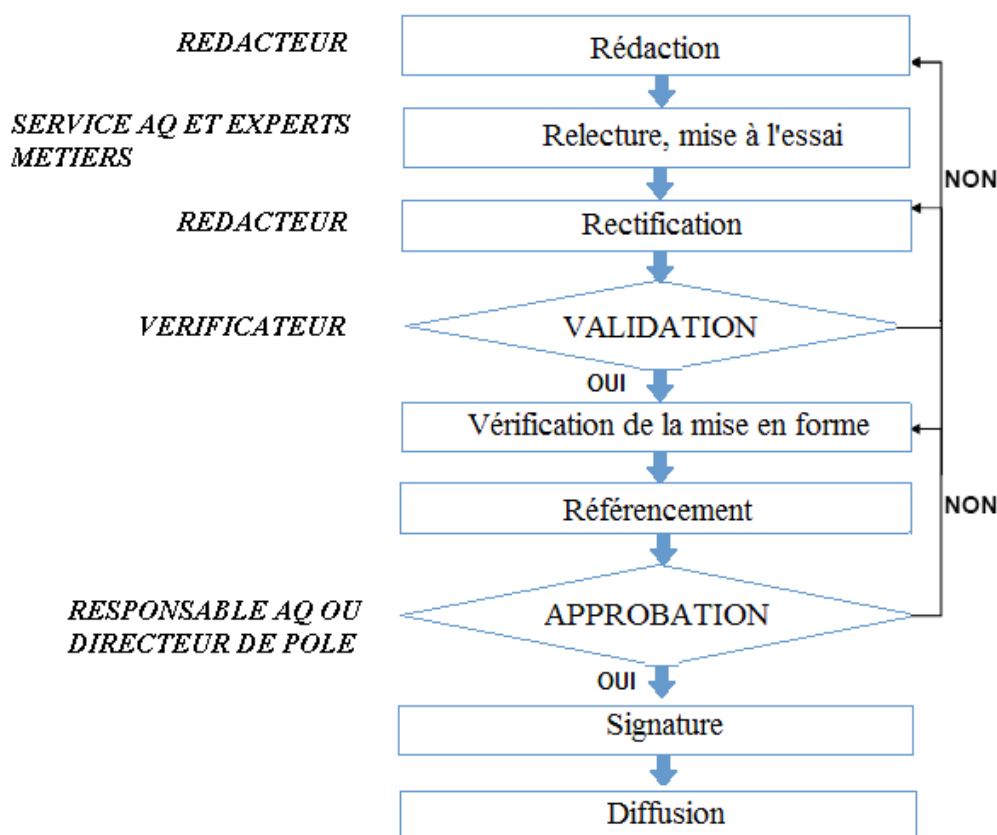 REDACTEUR
Rédaction
SERVICE AQ ET EXPERTS
METIERS
Relecture, mise à l'essai
NON
REDACTEUR
Rectification
VERIFICATEUR
VALIDATION
OUI
Vérification de la mise en forme
Référencement
NON
RESPONSABLE AQ OU
DIRECTEUR DE POLE
APPROBATION
OUI
Signature
Diffusion